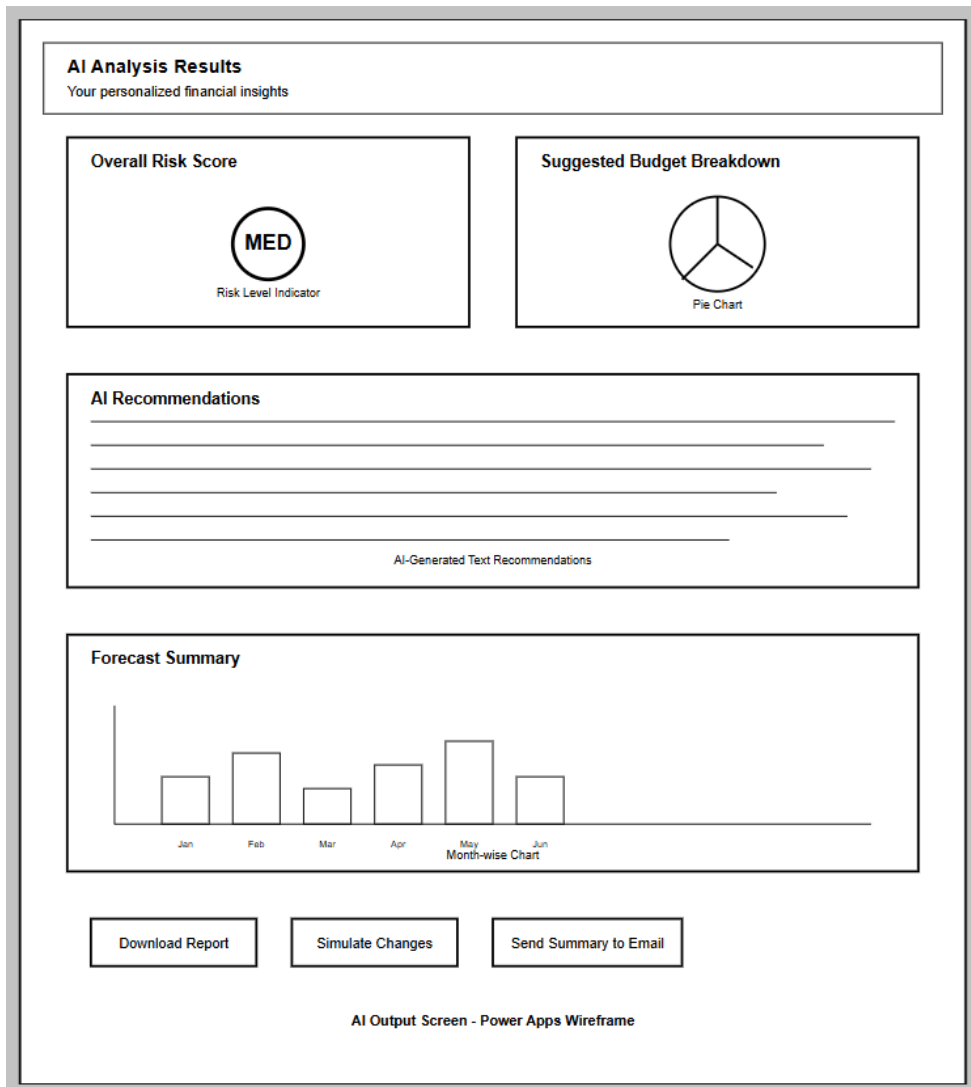 AI Analysis Results
Your personalized financial insights
Overall Risk Score
MED
Risk Level Indicator
Suggested Budget Breakdown
Pie Chart
AI Recommendations
AI-Generated Text Recommendations
Forecast Summary
Jan Feb Mar Apr May Jun
Month-wise Chart
Download Report
Simulate Changes
Send Summary to Email
AI Output Screen - Power Apps Wireframe